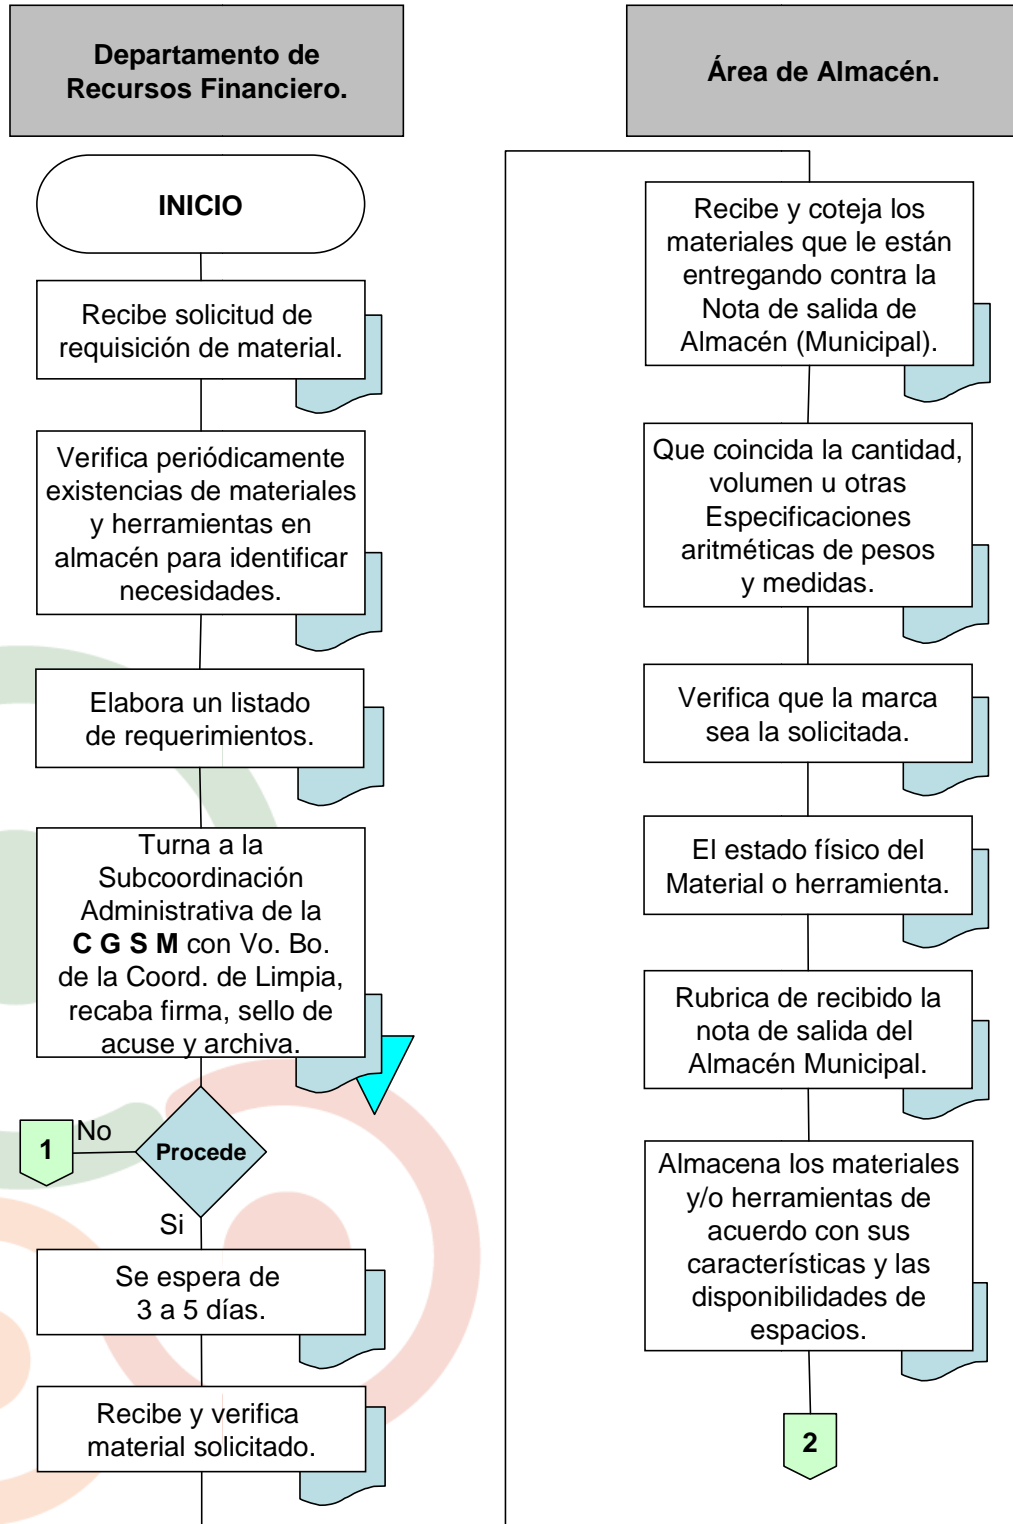 Departamento de
Recursos Financiero.
INICIO
Recibe solicitud de
requisición de material.
Verifica periódicamente
existencias de materiales
y herramientas en
almacén para identificar
necesidades.
Elabora un listado
de requerimientos.
Turna a la
Subcoordinación
Administrativa de la
C G S M con Vo. Bo.
de la Coord. de Limpia,
recaba firma, sello de
acuse y archiva.
1
No
Procede
Si
Se espera de
3 a 5 días.
Recibe y verifica
material solicitado.
Área de Almacén.
Recibe y coteja los
materiales que le están
entregando contra la
Nota de salida de
Almacén (Municipal).
Que coincida la cantidad,
volumen u otras
Especificaciones
aritméticas de pesos
y medidas.
Verifica que la marca
sea la solicitada.
El estado físico del
Material o herramienta.
Rubrica de recibido la
nota de salida del
Almacén Municipal.
Almacena los materiales
y/o herramientas de
acuerdo con sus
características y las
disponibilidades de
espacios.
2